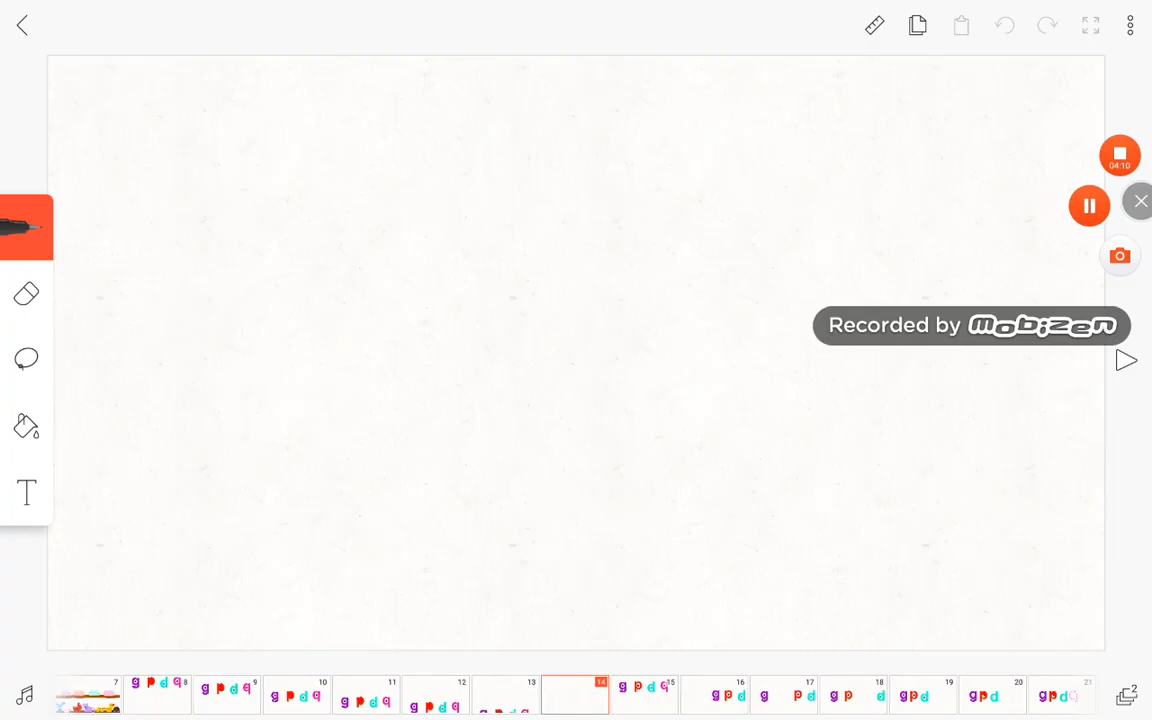 04:10
Recorded by mobizen
T
7 8 9 10 11 12 13 14 15 16 17 18 19 20 21
g p d q g p d q g p d q g p d q g p d q g p d q g p d g p d g p d g p d g p d g p d q
2